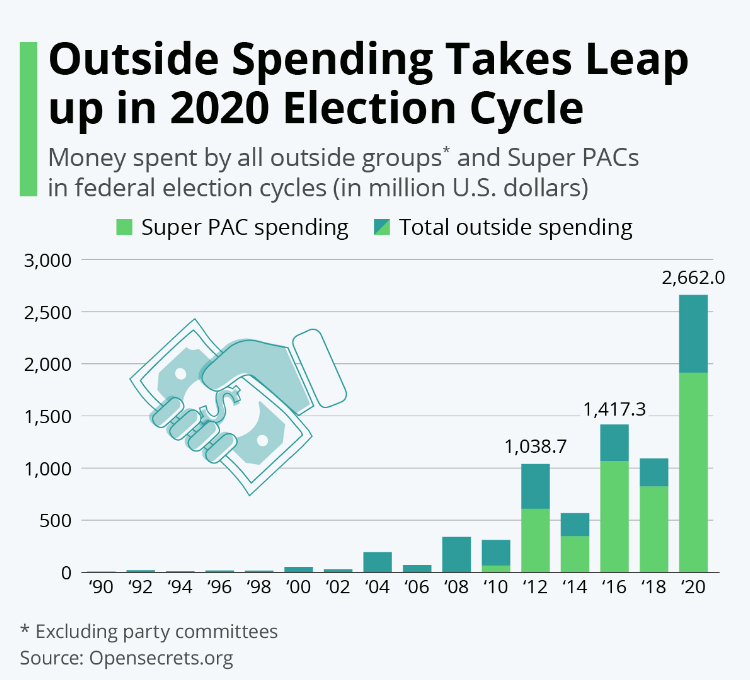 Outside Spending Takes Leap
up in 2020 Election Cycle
Money spent by all outside groups* and Super PACs
in federal election cycles (in million U.S. dollars)
Super PAC spending Total outside spending
3,000
2,662.0
2,500
2,000
1,500
1,417.3
1,038.7
1,000
500
0
$
‘90 ‘92 ‘94 ‘96 ‘98 ‘00 ‘02 ‘04 ‘06 ‘08 ‘10 ‘12 ‘14 ‘16 ‘18 ‘20
* Excluding party committees
Source: Opensecrets.org